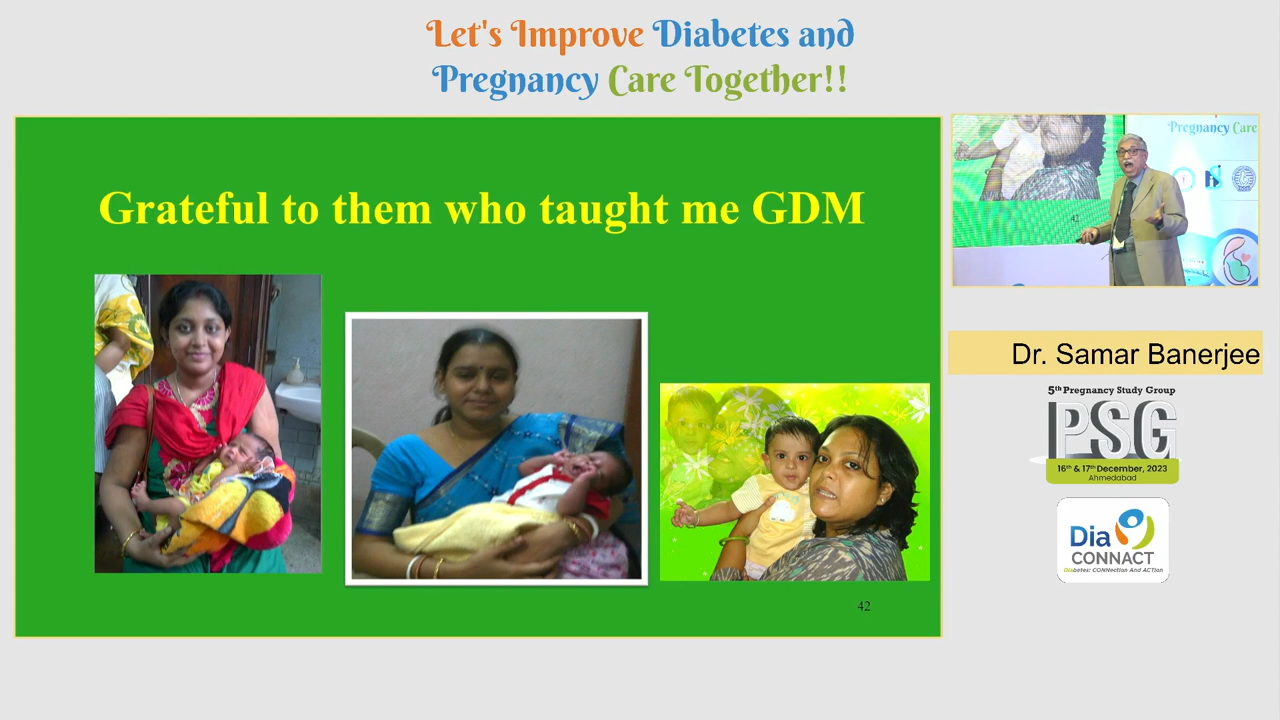 Let's Improve Diabetes and
Pregnancy Care Together!!
Grateful to them who taught me GDM
42
Pregnancy Care
42
Dr. Samar Banerjee
5th Pregnancy Study Group
PSG
16th & 17th December, 2023
Ahmedabad
Dia
CONNACT
Diabetes: CONNection And ACTion